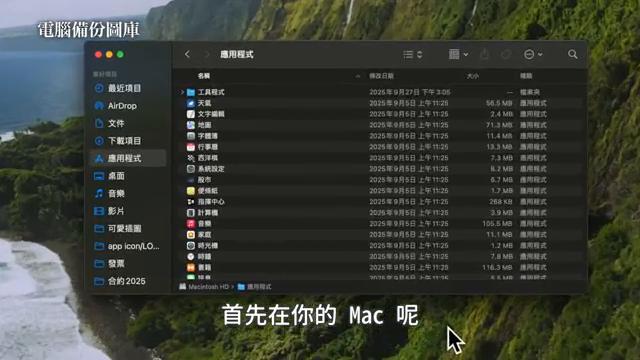 電腦備份圖庫
應用程式
喜好項目
最近項目
AirDrop
文件
下載項目
應用程式
桌面
音樂
影片
可愛插圖
app icon/LO...
發票
合約 2025
名稱 修改日期 大小 種類
工具程式 2025年9月27日 下午 3:05 -- 檔案夾
天氣 2025年9月5日 上午 11:25 56.5 MB 應用程式
文字編輯 2025年9月5日 上午 11:25 2.4 MB 應用程式
地圖 2025年9月5日 上午 11:25 71.3 MB 應用程式
字體簿 2025年9月5日 上午 11:25 11.4 MB 應用程式
行事曆 2025年9月5日 上午 11:25 13.3 MB 應用程式
西洋棋 2025年9月5日 上午 11:25 7.3 MB 應用程式
系統設定 2025年9月5日 上午 11:25 8.2 MB 應用程式
股市 2025年9月5日 上午 11:25 6.7 MB 應用程式
便條紙 2025年9月5日 上午 11:25 1.7 MB 應用程式
指揮中心 2025年9月5日 上午 11:25 268 KB 應用程式
計算機 2025年9月5日 上午 11:25 3.9 MB 應用程式
音樂 2025年9月5日 上午 11:25 105.5 MB 應用程式
家庭 2025年9月5日 上午 11:25 11.1 MB 應用程式
時光機 2025年9月5日 上午 11:25 1.2 MB 應用程式
時鐘 2025年9月5日 上午 11:25 7.8 MB 應用程式
書籍 2025年9月5日 上午 11:25 116.3 MB 應用程式
訊息 2025年9月5日 上午 11:25 5.5 MB 應用程式
Macintosh HD › 應用程式
首先在你的 Mac 呢